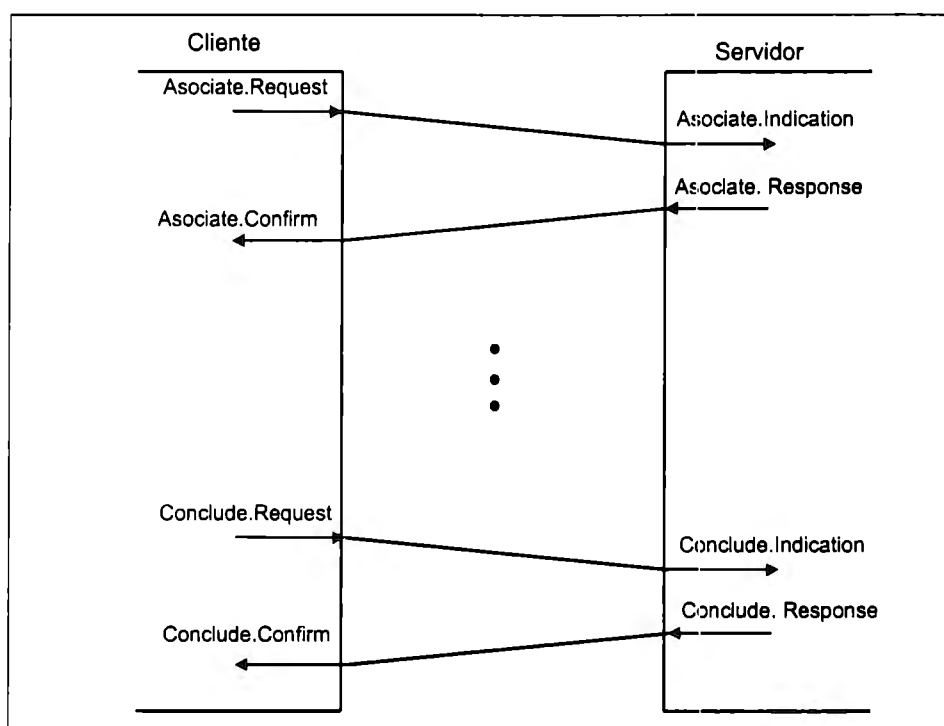 Cliente
Servidor
Asociate.Request
Asociate.Indication
Asociate. Response
Asociate.Confirm
Conclude.Request
Conclude.Indication
Conclude. Response
Conclude.Confirm